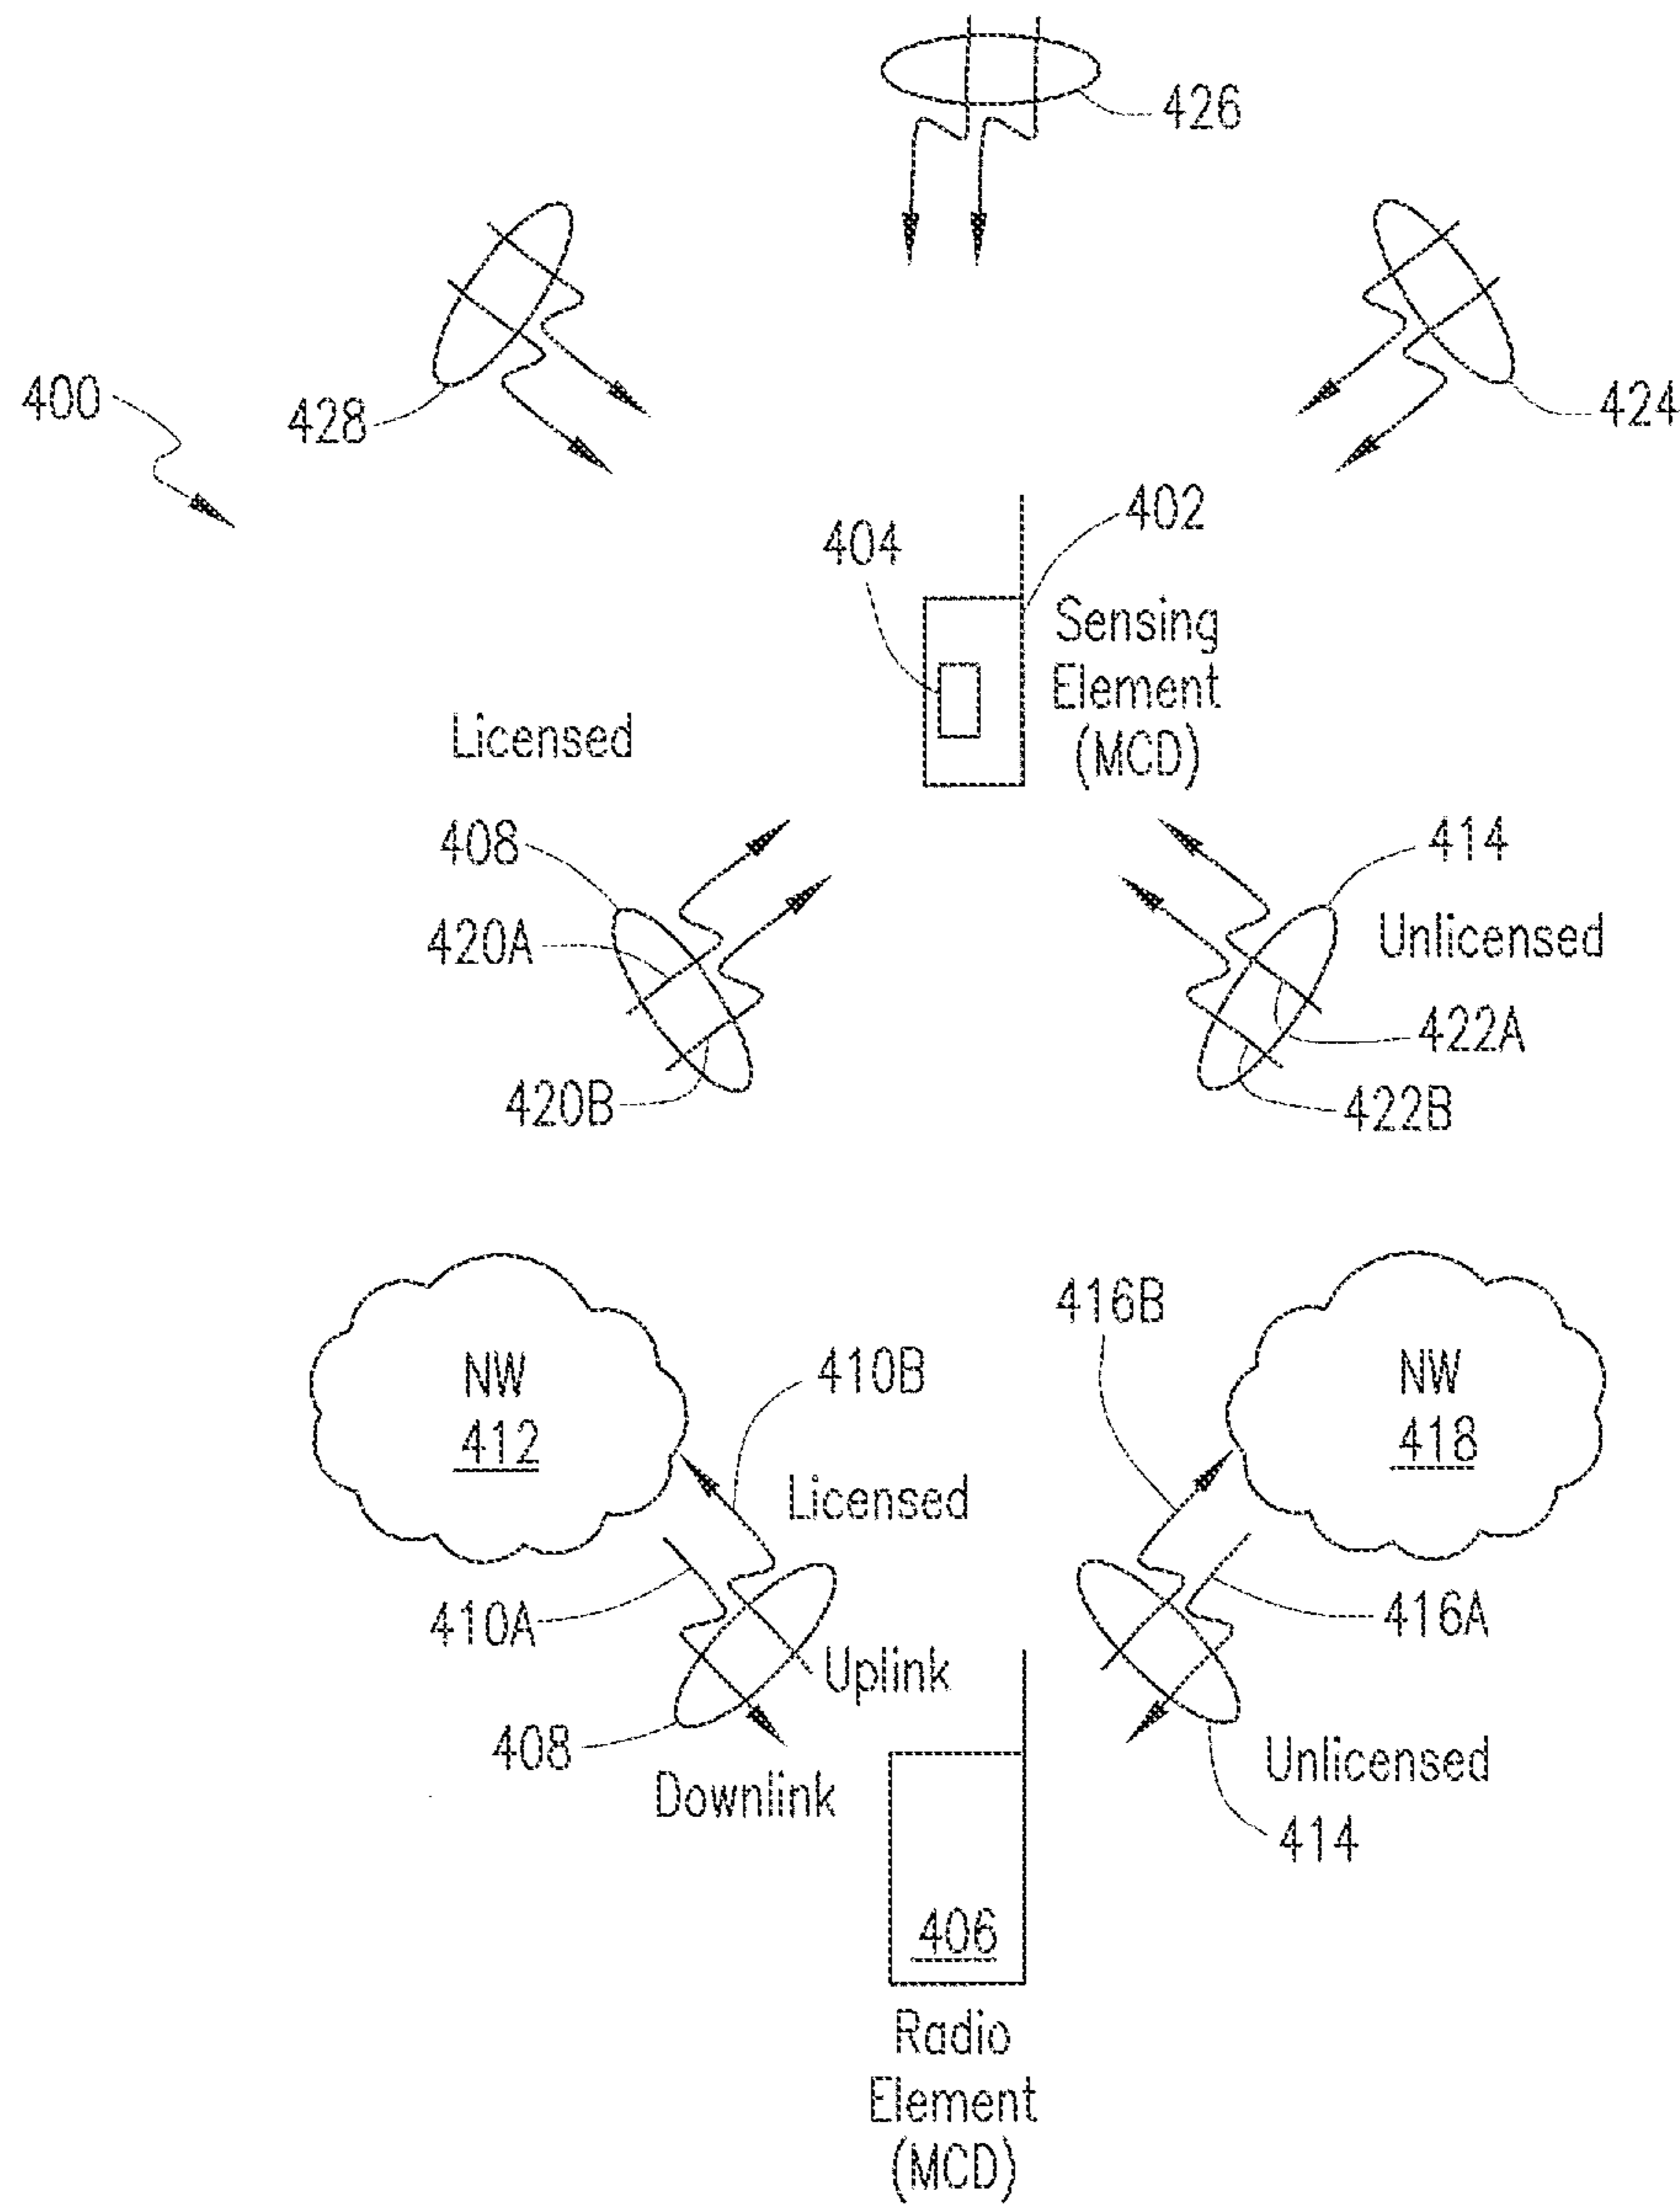 426
400
428
424
404
402
Sensing
Element
(MCD)
Licensed
408
414
420A
Unlicensed
422A
420B
422B
416B
NW
412
410B
NW
418
Licensed
410A
416A
Uplink
408
Downlink
Unlicensed
414
406
Radio
Element
(MCD)